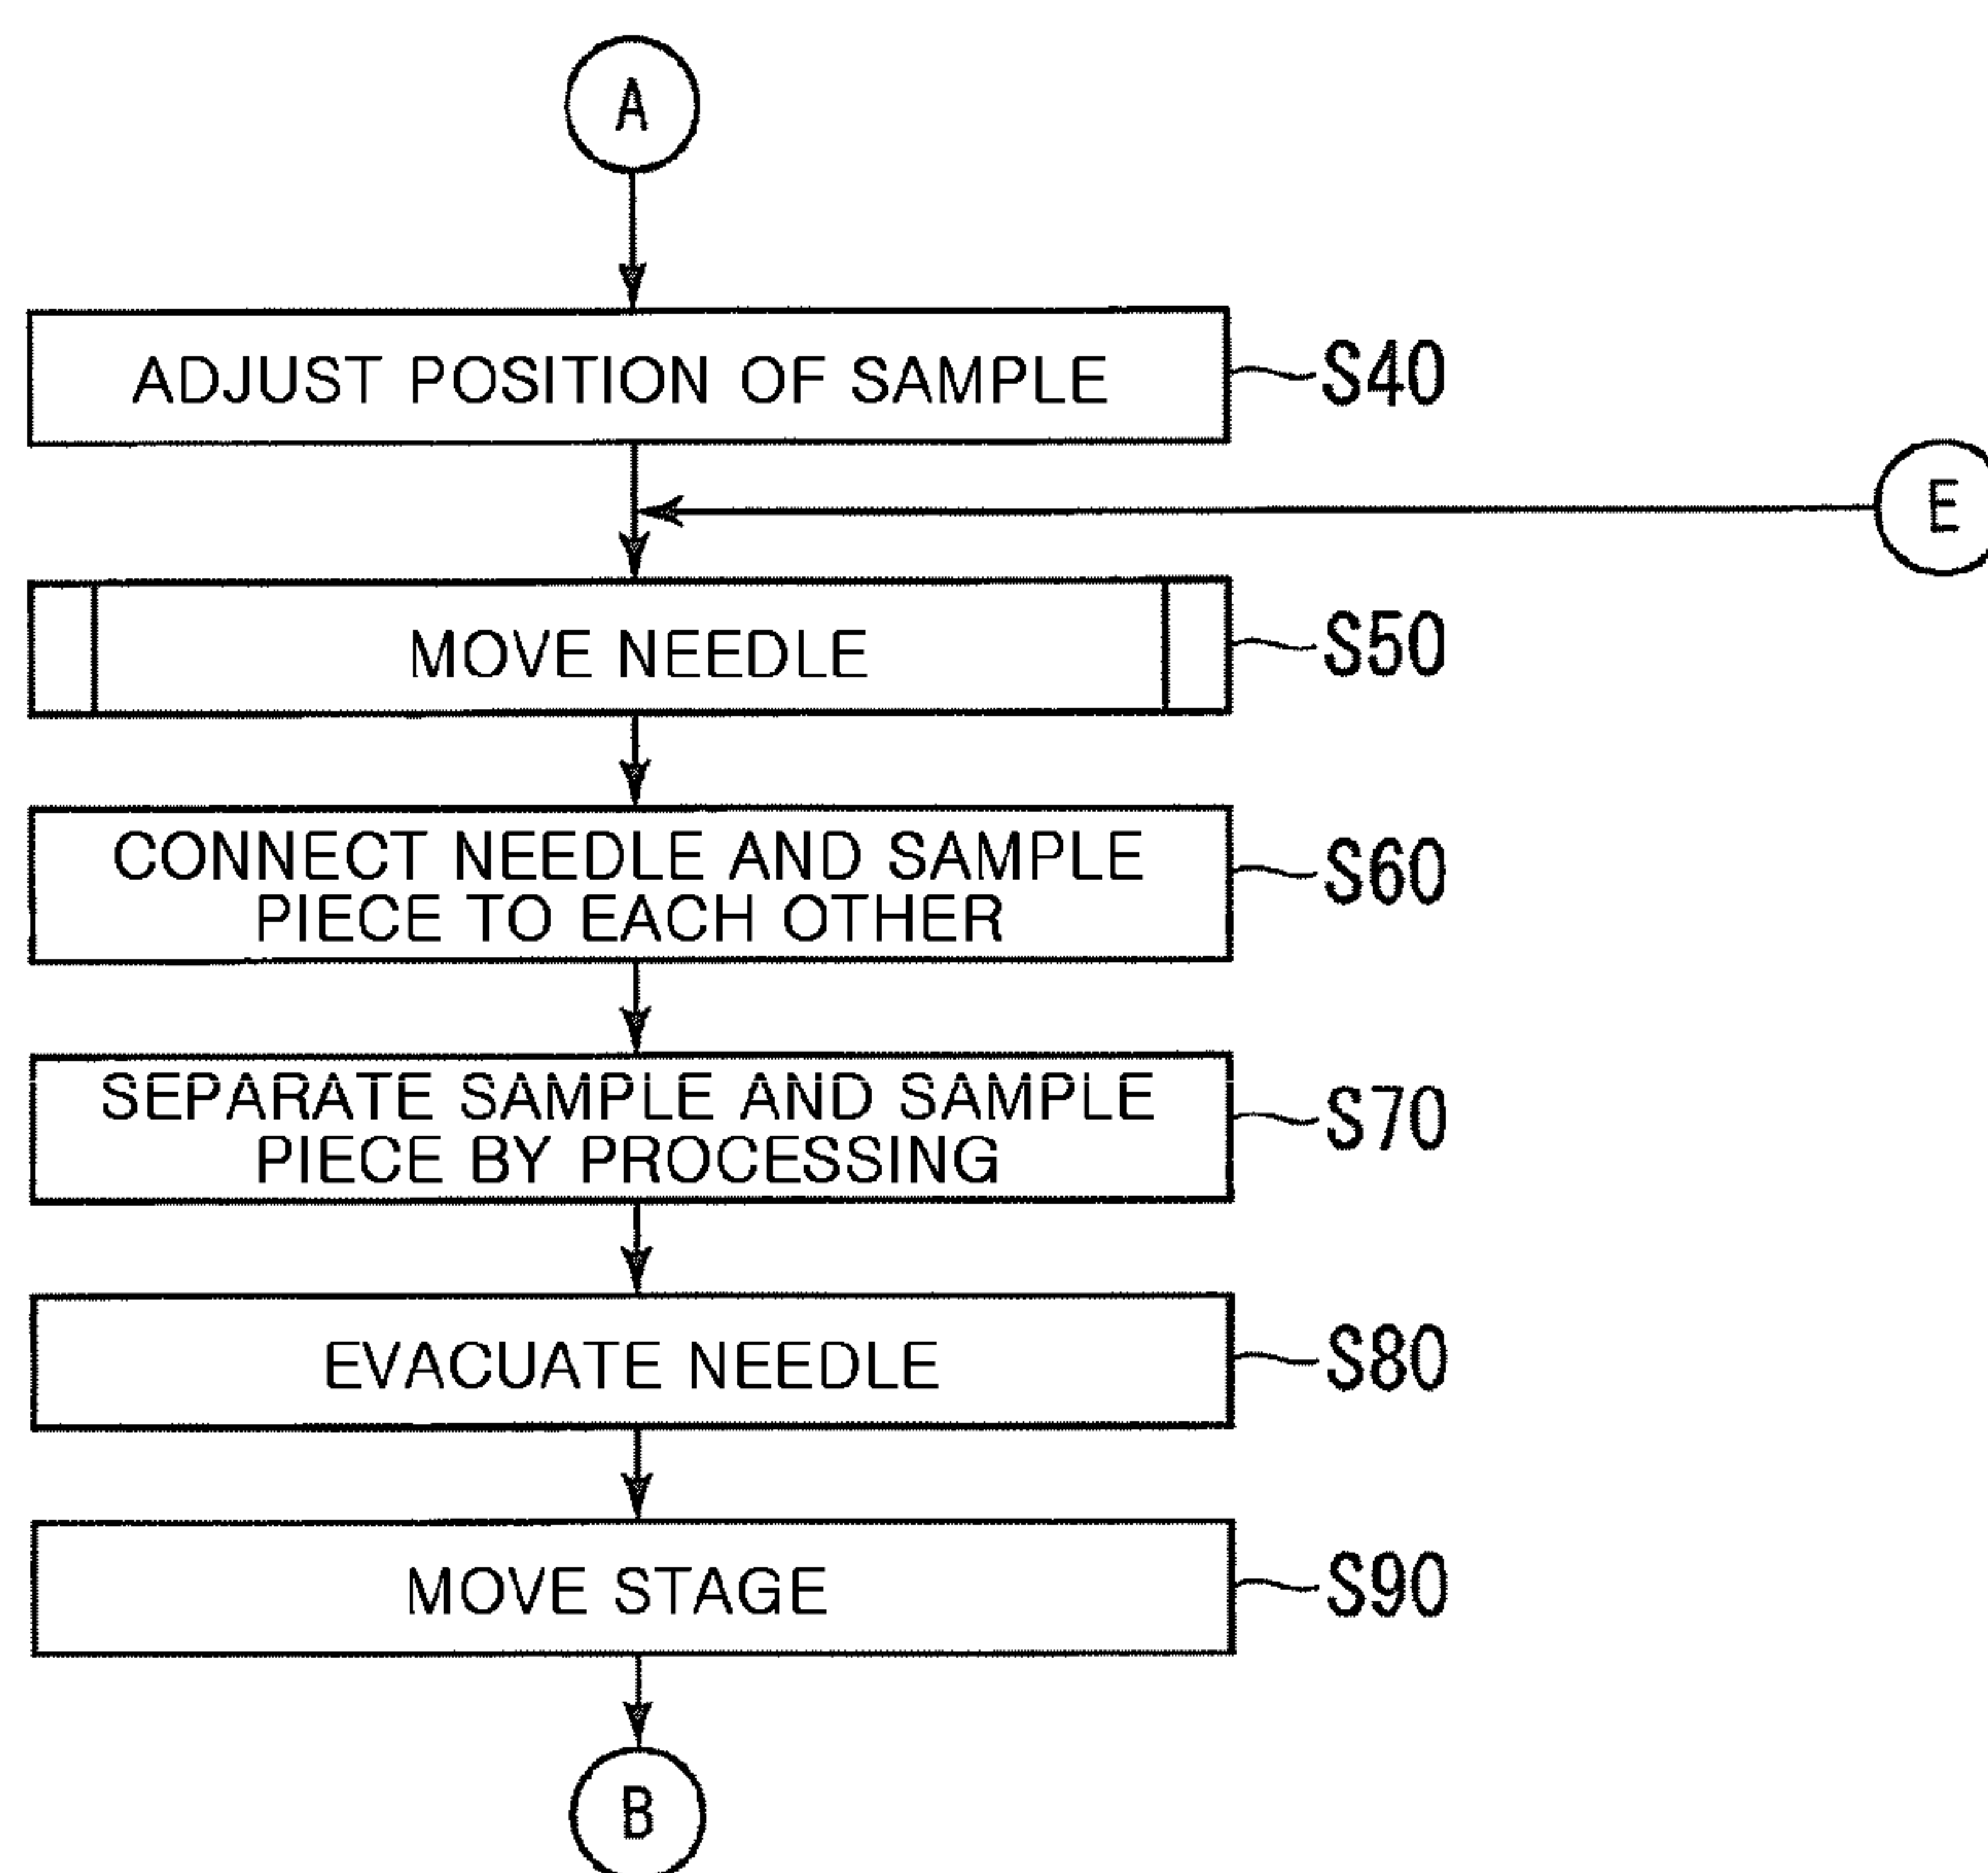 A
ADJUST POSITION OF SAMPLE
S40
E
MOVE NEEDLE
S50
CONNECT NEEDLE AND SAMPLE
PIECE TO EACH OTHER
S60
SEPARATE SAMPLE AND SAMPLE
PIECE BY PROCESSING
S70
EVACUATE NEEDLE
S80
MOVE STAGE
S90
B